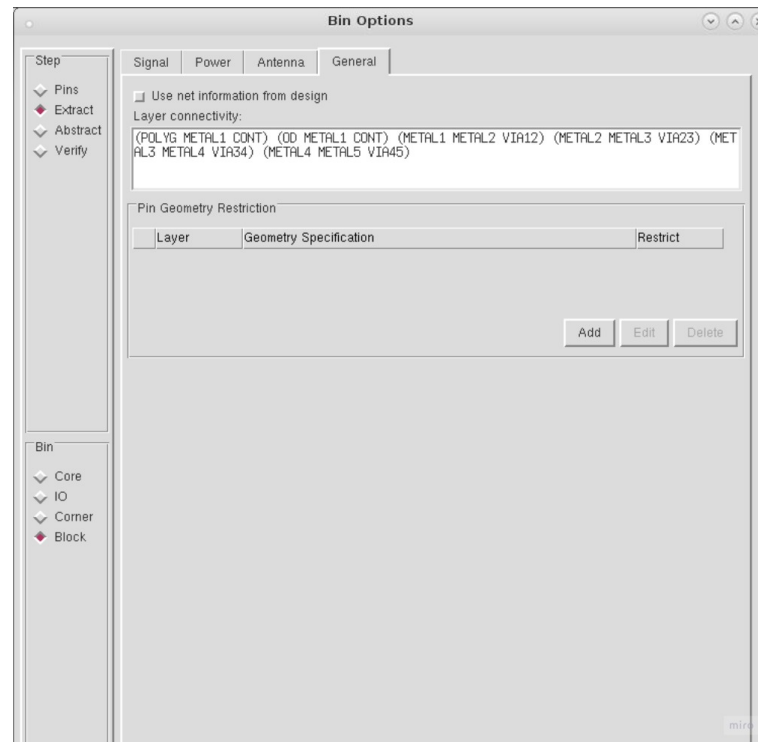 Bin Options
Step
Pins
Extract
Abstract
Verify
Signal
Power
Antenna
General
Use net information from design
Layer connectivity:
(POLYG METAL1 CONT) (OD METAL1 CONT) (METAL1 METAL2 VIA12) (METAL2 METAL3 VIA23) (MET
AL3 METAL4 VIA34) (METAL4 METAL5 VIA45)
Pin Geometry Restriction
Layer
Geometry Specification
Restrict
Add
Edit
Delete
Bin
Core
IO
Corner
Block
miro